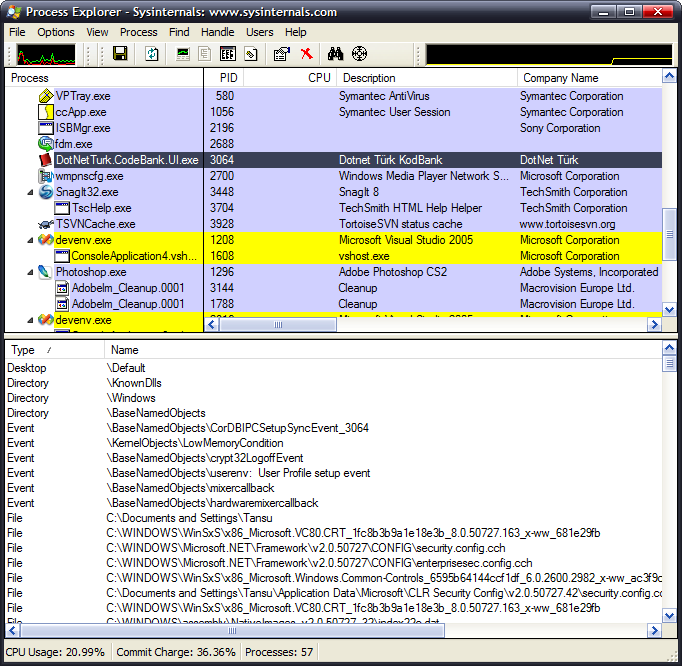 Process Explorer - Sysinternals: www.sysinternals.com
File Options View Process Find Handle Users Help
Process PID CPU Description Company Name
VPTray.exe 580 Symantec AntiVirus Symantec Corporation
ccApp.exe 1056 Symantec User Session Symantec Corporation
ISBMgr.exe 2196 Sony Corporation
fdm.exe 2688
DotNetTurk.CodeBank.UI.exe 3064 Dotnet Türk KodBank DotNet Türk
wmpnscfg.exe 2700 Windows Media Player Network S... Microsoft Corporation
SnagIt32.exe 3448 SnagIt 8 TechSmith Corporation
TscHelp.exe 3704 TechSmith HTML Help Helper TechSmith Corporation
TSVNCache.exe 3928 TortoiseSVN status cache www.tortoisesvn.org
devenv.exe 1208 Microsoft Visual Studio 2005 Microsoft Corporation
ConsoleApplication4.vsh... 1608 vshost.exe Microsoft Corporation
Photoshop.exe 1296 Adobe Photoshop CS2 Adobe Systems, Incorporated
Adobelm_Cleanup.0001 3144 Cleanup Macrovision Europe Ltd.
Adobelm_Cleanup.0001 1788 Cleanup Macrovision Europe Ltd.
devenv.exe
Type / Name
Desktop \Default
Directory \KnownDlls
Directory \Windows
Directory \BaseNamedObjects
Event \BaseNamedObjects\CorDBIPCSetupSyncEvent_3064
Event \KernelObjects\LowMemoryCondition
Event \BaseNamedObjects\crypt32LogoffEvent
Event \BaseNamedObjects\userenv: User Profile setup event
Event \BaseNamedObjects\mixercallback
Event \BaseNamedObjects\hardwaremixercallback
File C:\Documents and Settings\Tansu
File C:\WINDOWS\WinSxS\x86_Microsoft.VC80.CRT_1fc8b3b9a1e18e3b_8.0.50727.163_x-ww_681e29fb
File C:\WINDOWS\Microsoft.NET\Framework\v2.0.50727\CONFIG\security.config.cch
File C:\WINDOWS\Microsoft.NET\Framework\v2.0.50727\CONFIG\enterprisesec.config.cch
File C:\WINDOWS\WinSxS\x86_Microsoft.Windows.Common-Controls_6595b64144ccf1df_6.0.2600.2982_x-ww_ac3f9c
File C:\Documents and Settings\Tansu\Application Data\Microsoft\CLR Security Config\v2.0.50727.42\security.cc
File C:\WINDOWS\WinSxS\x86_Microsoft.VC80.CRT_1fc8b3b9a1e18e3b_8.0.50727.163_x-ww_681e29fb
File C:\WINDOWS\assembly\NativeImages_v2.0.50727_32\index22e.dat
CPU Usage: 20.99% Commit Charge: 36.36% Processes: 57